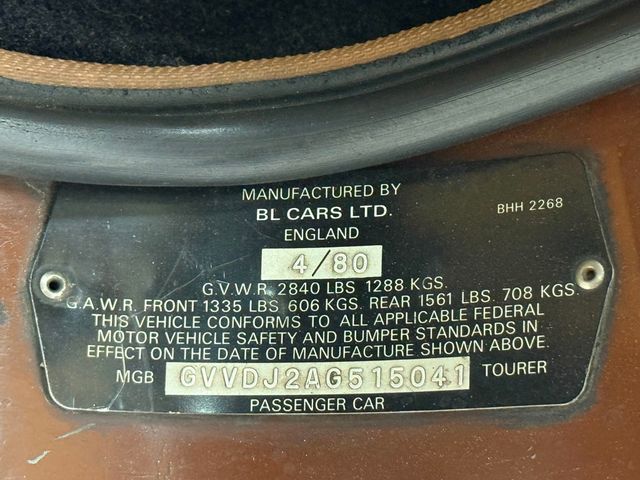 MANUFACTURED BY
BL CARS LTD.
BHH 2268
ENGLAND
4/80
G.V.W.R. 2840 LBS 1288 KGS.
G.A.W.R. FRONT 1335 LBS 606 KGS. REAR 1561 LBS. 708 KGS.
THIS VEHICLE CONFORMS TO ALL APPLICABLE FEDERAL
MOTOR VEHICLE SAFETY AND BUMPER STANDARDS IN
EFFECT ON THE DATE OF MANUFACTURE SHOWN ABOVE.
MGB GVVDJ2AG515041 TOURER
PASSENGER CAR